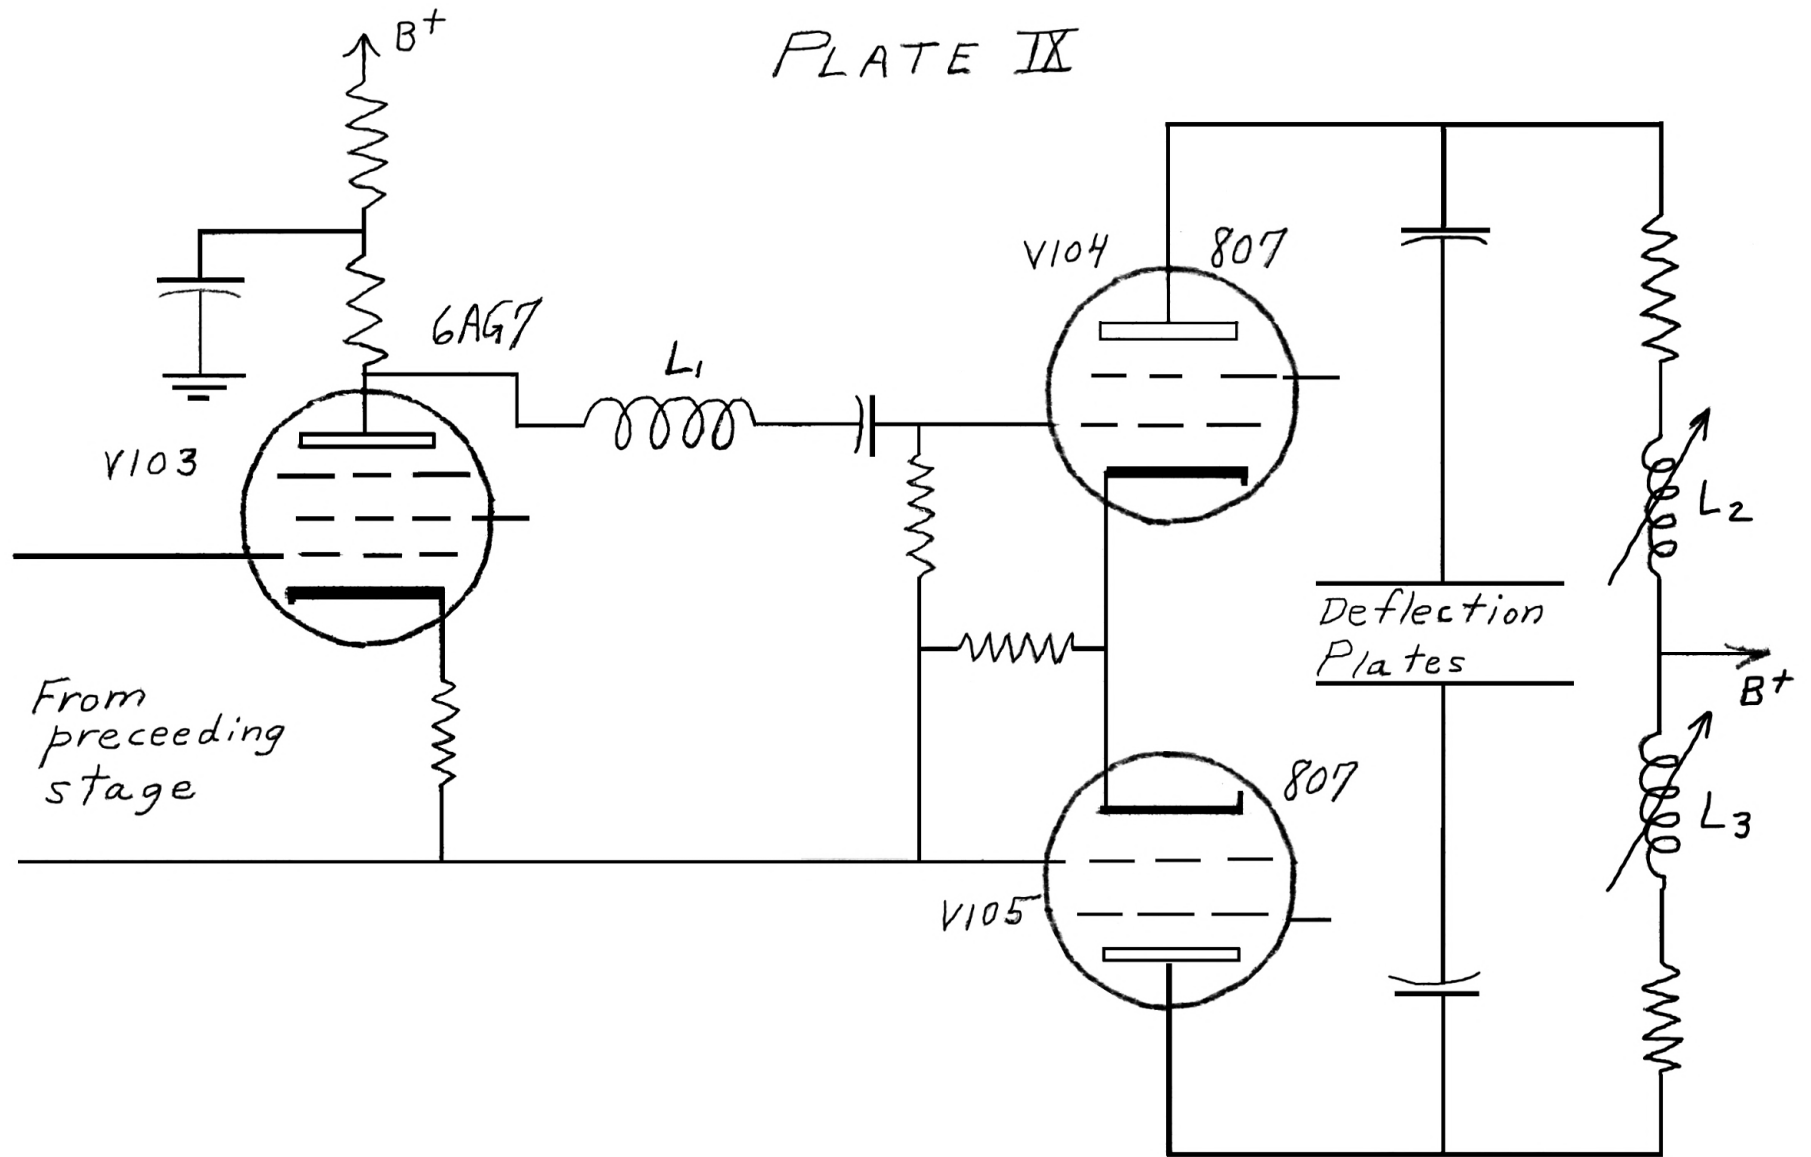 PLATE IX
B+
6AG7
V103
L1
V104
807
L2
Deflection
Plates
B+
From
preceeding
stage
807
L3
V105